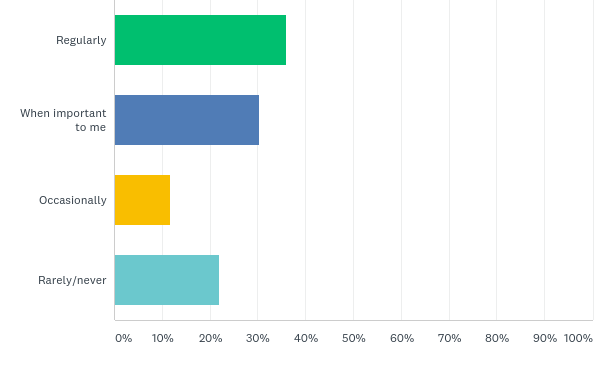 Regularly
When important
to me
Occasionally
Rarely/never
0% 10% 20% 30% 40% 50% 60% 70% 80% 90% 100%